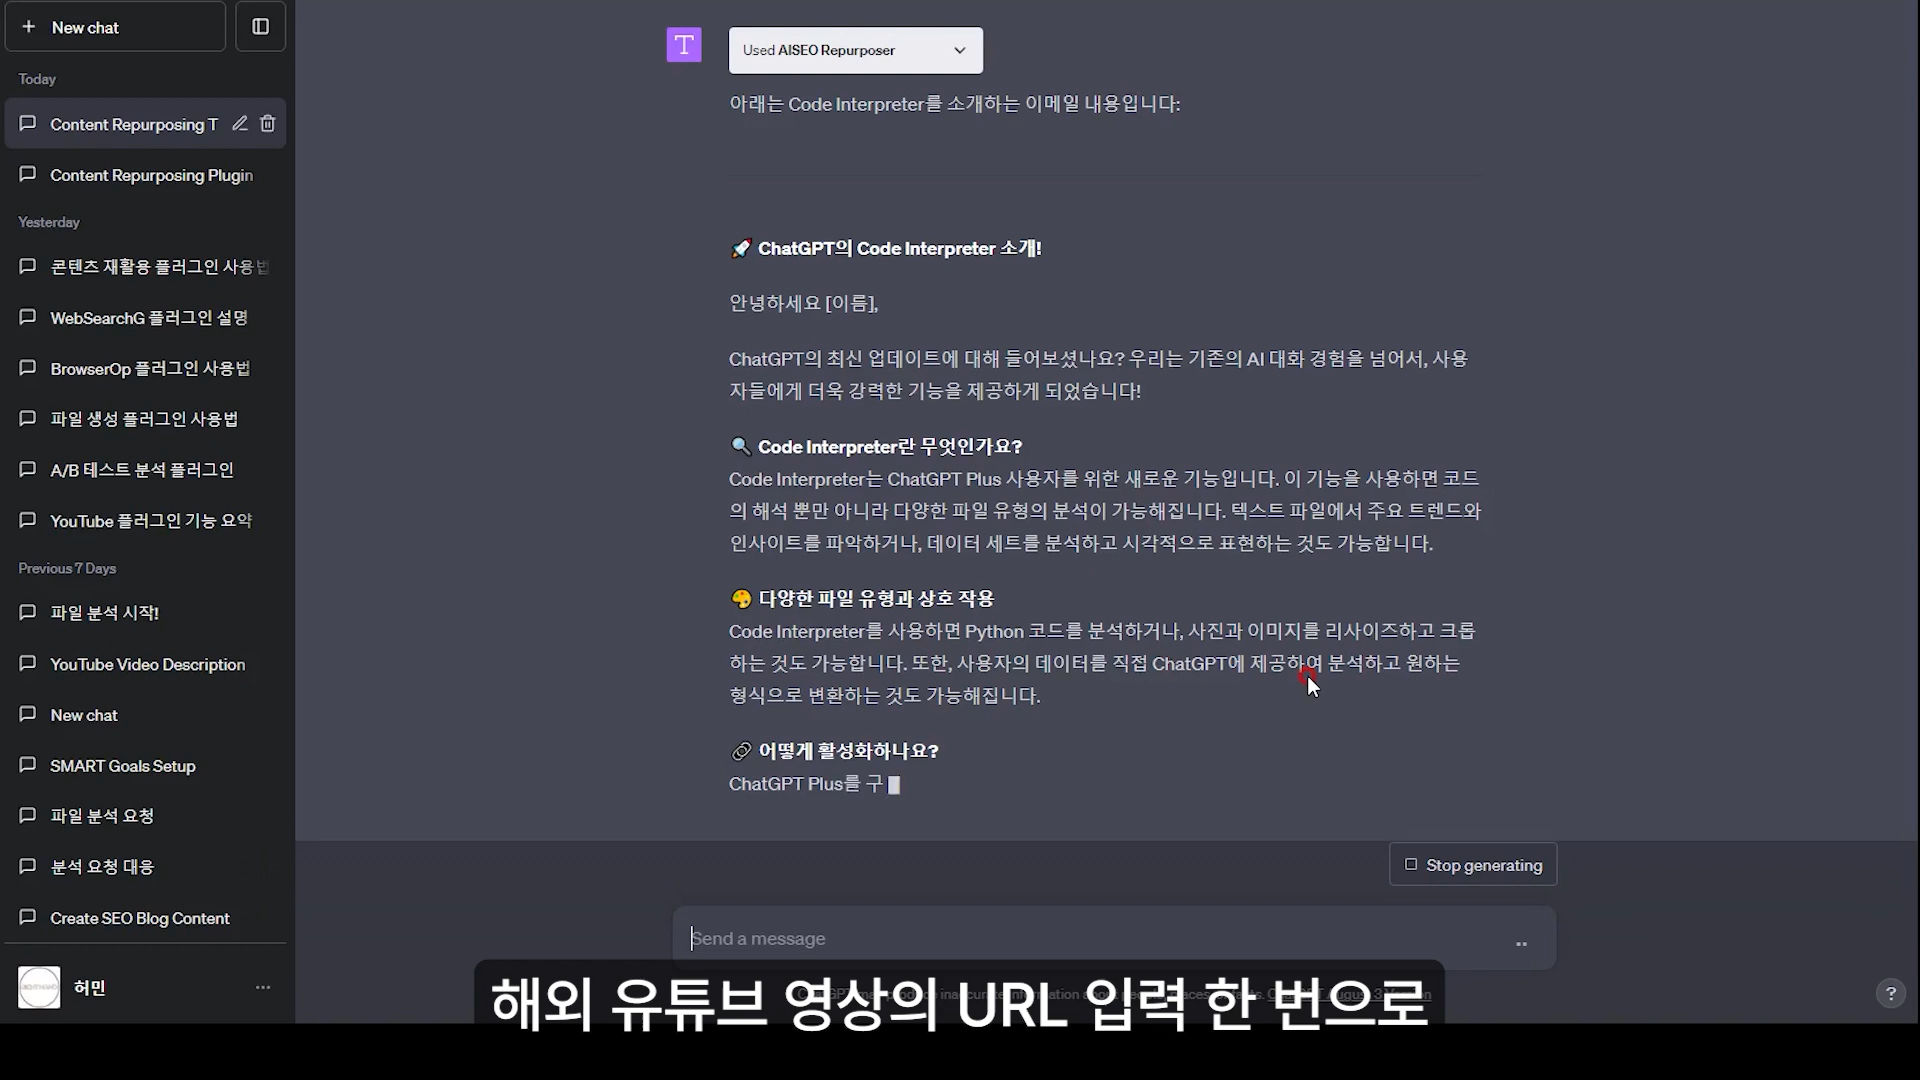 New chat
Today
Content Repurposing T
Content Repurposing Plugin
Yesterday
콘텐츠 재활용 플러그인 사용법
WebSearchG 플러그인 설명
BrowserOp 플러그인 사용법
파일 생성 플러그인 사용법
A/B 테스트 분석 플러그인
YouTube 플러그인 기능 요약
Previous 7 Days
파일 분석 시작!
YouTube Video Description
New chat
SMART Goals Setup
파일 분석 요청
분석 요청 대응
Create SEO Blog Content
허민
T
Used AISEO Repurposer
아래는 Code Interpreter를 소개하는 이메일 내용입니다:
🚀 ChatGPT의 Code Interpreter 소개!
안녕하세요 [이름],
ChatGPT의 최신 업데이트에 대해 들어보셨나요? 우리는 기존의 AI 대화 경험을 넘어서, 사용
자들에게 더욱 강력한 기능을 제공하게 되었습니다!
🔍 Code Interpreter란 무엇인가요?
Code Interpreter는 ChatGPT Plus 사용자를 위한 새로운 기능입니다. 이 기능을 사용하면 코드
의 해석 뿐만 아니라 다양한 파일 유형의 분석이 가능해집니다. 텍스트 파일에서 주요 트렌드와
인사이트를 파악하거나, 데이터 세트를 분석하고 시각적으로 표현하는 것도 가능합니다.
🎨 다양한 파일 유형과 상호 작용
Code Interpreter를 사용하면 Python 코드를 분석하거나, 사진과 이미지를 리사이즈하고 크롭
하는 것도 가능합니다. 또한, 사용자의 데이터를 직접 ChatGPT에 제공하여 분석하고 원하는
형식으로 변환하는 것도 가능해집니다.
🔗 어떻게 활성화하나요?
ChatGPT Plus를 구
Stop generating
Send a message
해외 유튜브 영상의 URL 입력 한 번으로
?